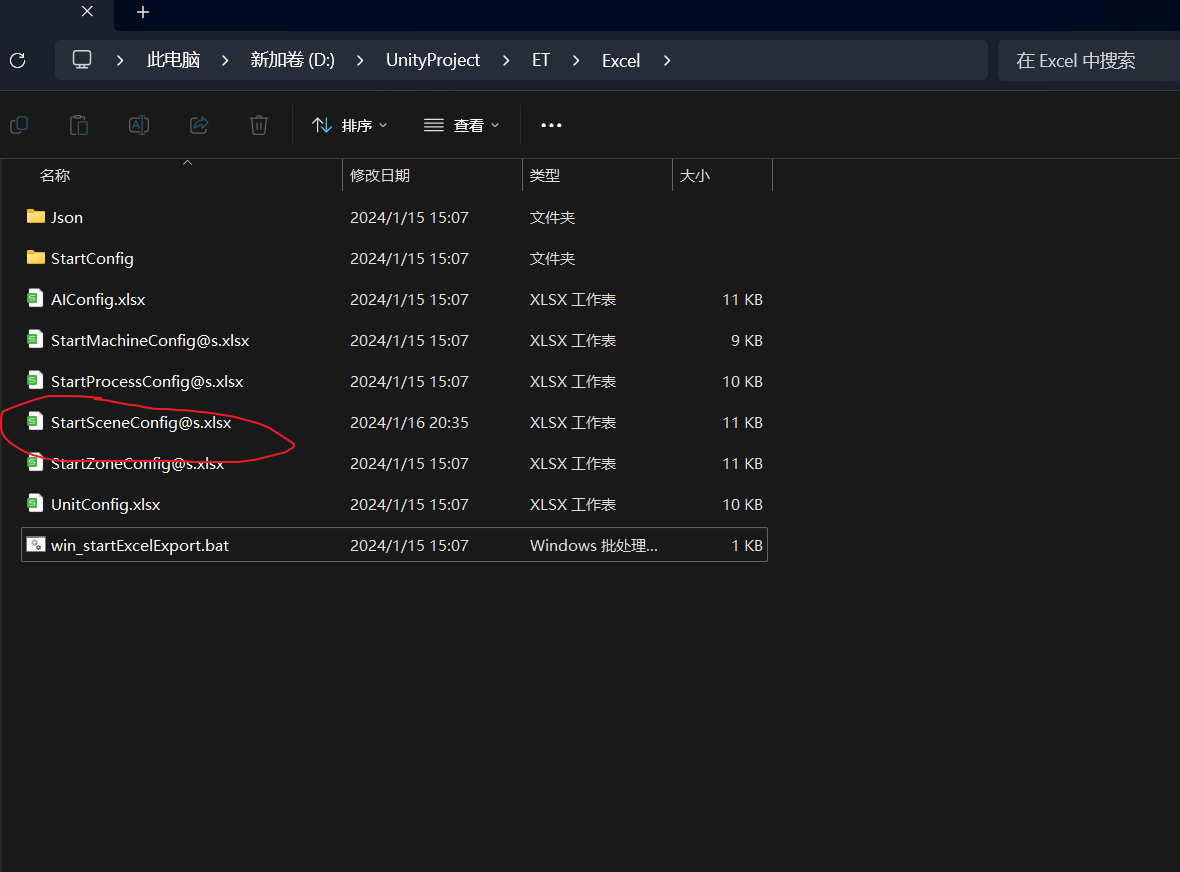 此电脑 新加卷 (D:) UnityProject ET Excel 在 Excel 中搜索
排序 查看
名称 修改日期 类型 大小
Json 2024/1/15 15:07 文件夹
StartConfig 2024/1/15 15:07 文件夹
AIConfig.xlsx 2024/1/15 15:07 XLSX 工作表 11 KB
StartMachineConfig@s.xlsx 2024/1/15 15:07 XLSX 工作表 9 KB
StartProcessConfig@s.xlsx 2024/1/15 15:07 XLSX 工作表 10 KB
StartSceneConfig@s.xlsx 2024/1/16 20:35 XLSX 工作表 11 KB
StartZoneConfig@s.xlsx 2024/1/15 15:07 XLSX 工作表 11 KB
UnitConfig.xlsx 2024/1/15 15:07 XLSX 工作表 10 KB
win_startExcelExport.bat 2024/1/15 15:07 Windows 批处理... 1 KB